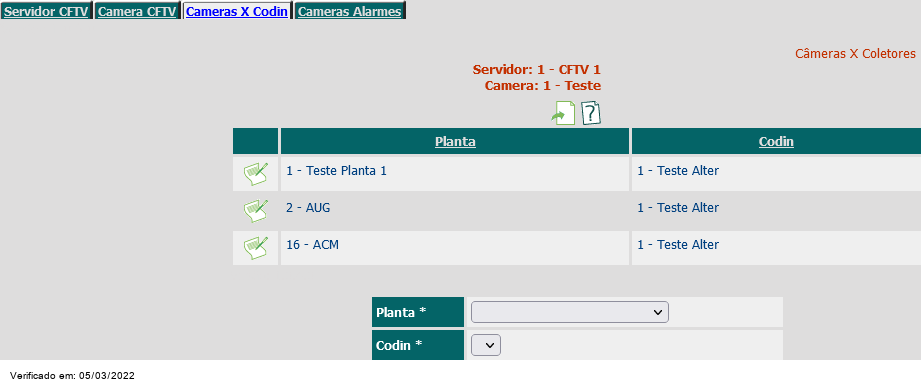 Servidor CFTV Camera CFTV Cameras X Codin Cameras Alarmes
Câmeras X Coletores
Servidor: 1 - CFTV 1
Camera: 1 - Teste
Planta Codin
1 - Teste Planta 1 1 - Teste Alter
2 - AUG 1 - Teste Alter
16 - ACM 1 - Teste Alter
Planta *
Codin *
Verificado em: 05/03/2022